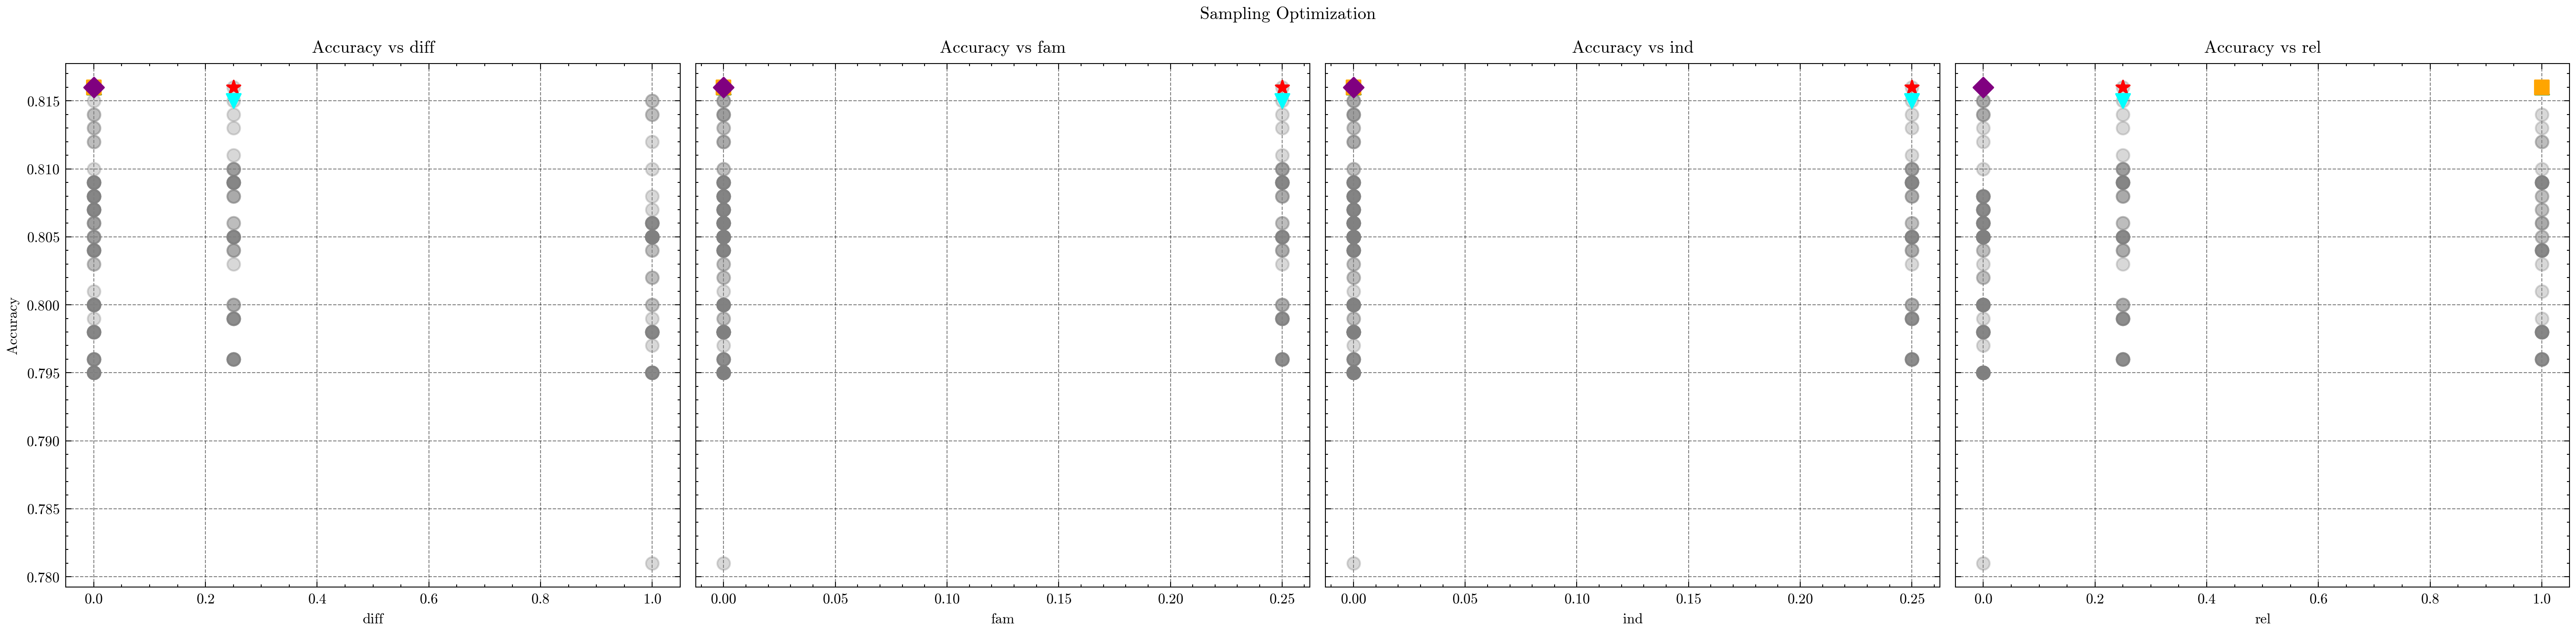 Sampling Optimization
Accuracy vs diff
Accuracy vs fam
Accuracy vs ind
Accuracy vs rel
Accuracy
0.815
0.810
0.805
0.800
0.795
0.790
0.785
0.780
0.0 0.2 0.4 0.6 0.8 1.0
0.00 0.05 0.10 0.15 0.20 0.25
0.00 0.05 0.10 0.15 0.20 0.25
0.0 0.2 0.4 0.6 0.8 1.0
diff
fam
ind
rel